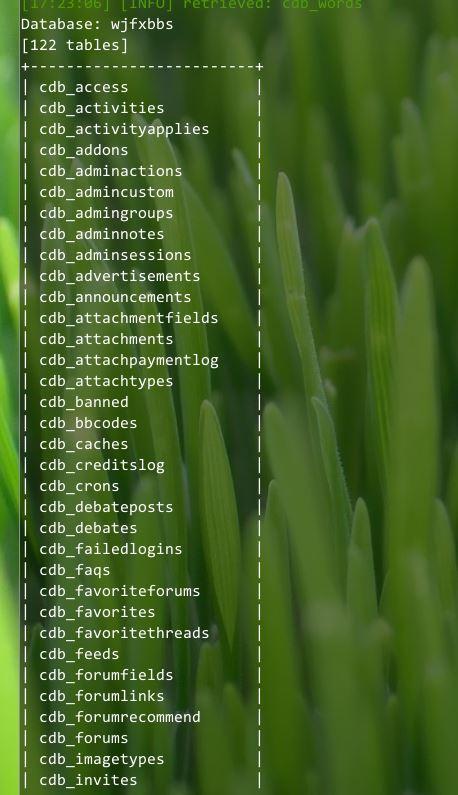 [17:23:06] [INFO] retrieved: cdb_words
Database: wjfxbbs
[122 tables]
+-------------------------+
| cdb_access |
| cdb_activities |
| cdb_activityapplies |
| cdb_addons |
| cdb_adminactions |
| cdb_admincustom |
| cdb_admingroups |
| cdb_adminnotes |
| cdb_adminsessions |
| cdb_advertisements |
| cdb_announcements |
| cdb_attachmentfields |
| cdb_attachments |
| cdb_attachpaymentlog |
| cdb_attachtypes |
| cdb_banned |
| cdb_bbcodes |
| cdb_caches |
| cdb_creditslog |
| cdb_crons |
| cdb_debateposts |
| cdb_debates |
| cdb_failedlogins |
| cdb_faqs |
| cdb_favoriteforums |
| cdb_favorites |
| cdb_favoritethreads |
| cdb_feeds |
| cdb_forumfields |
| cdb_forumlinks |
| cdb_forumrecommend |
| cdb_forums |
| cdb_imagetypes |
| cdb_invites |